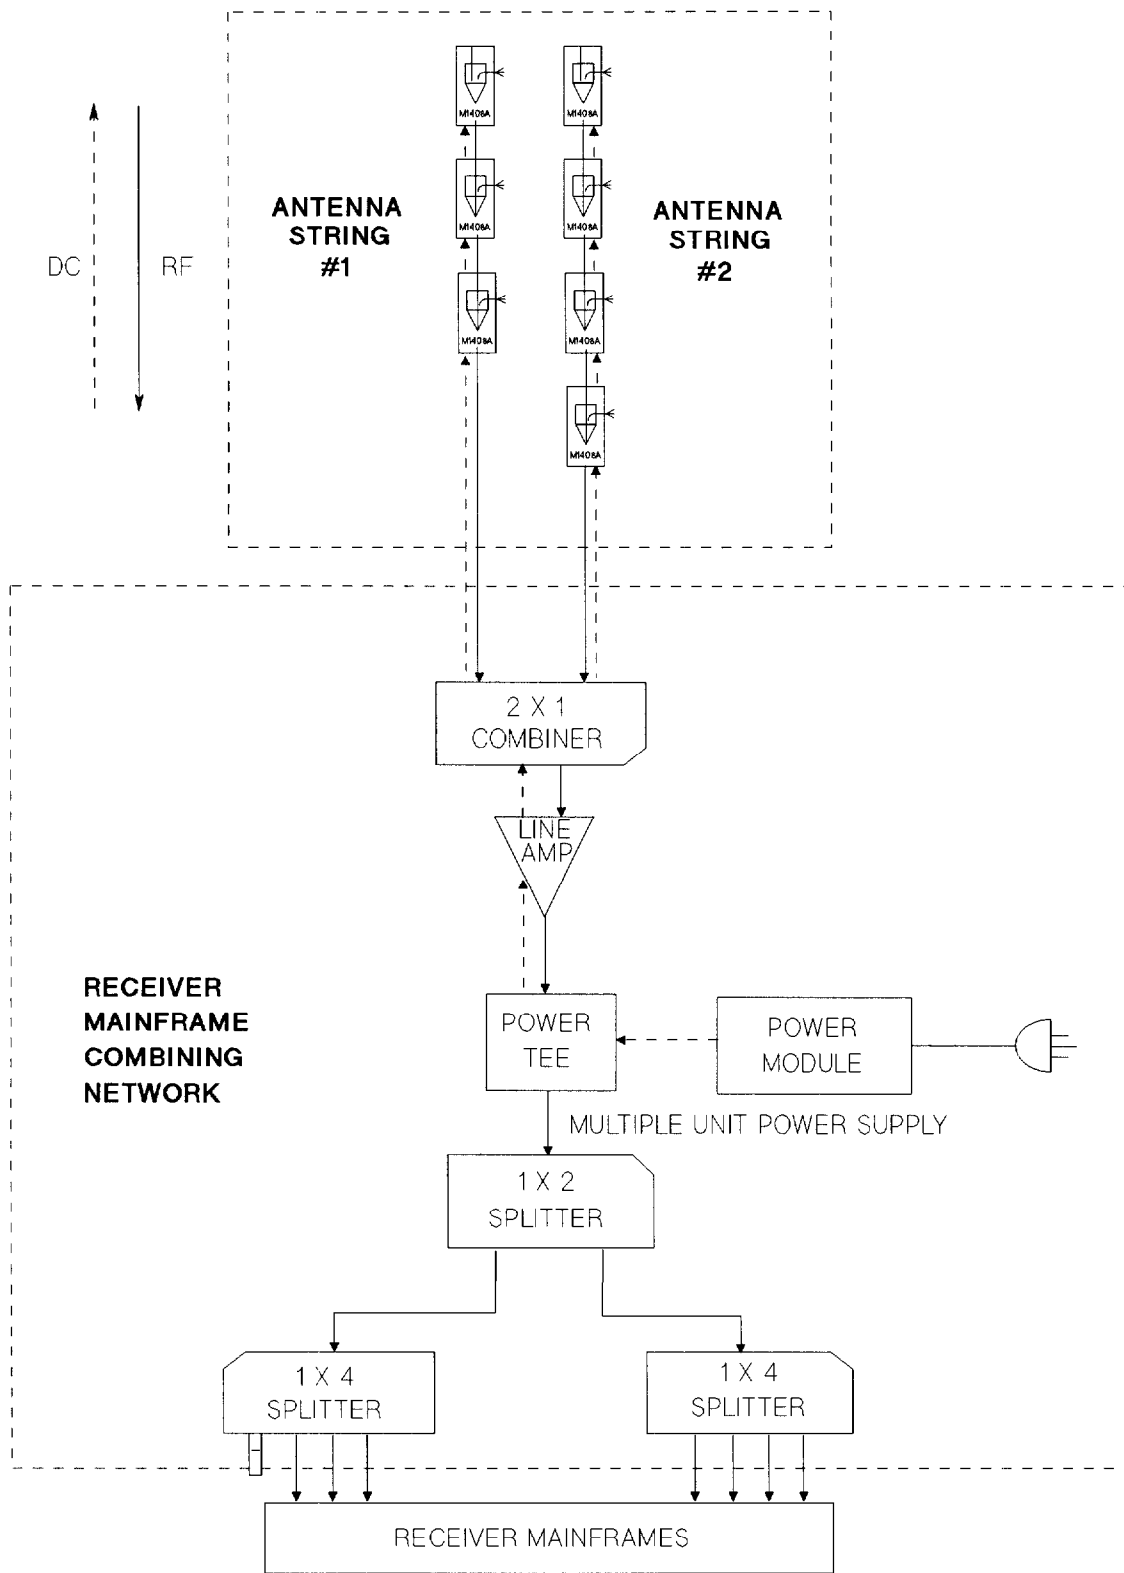 M1408A
M1408A
M1408A
M1408A
ANTENNA
STRING
#1
ANTENNA
STRING
#2
DC
RF
M1408A
M1408A
M1408A
2 X 1
COMBINER
LINE
AMP
RECEIVER
MAINFRAME
COMBINING
NETWORK
POWER
TEE
POWER
MODULE
MULTIPLE UNIT POWER SUPPLY
1 X 2
SPLITTER
1 X 4
SPLITTER
1 X 4
SPLITTER
RECEIVER MAINFRAMES